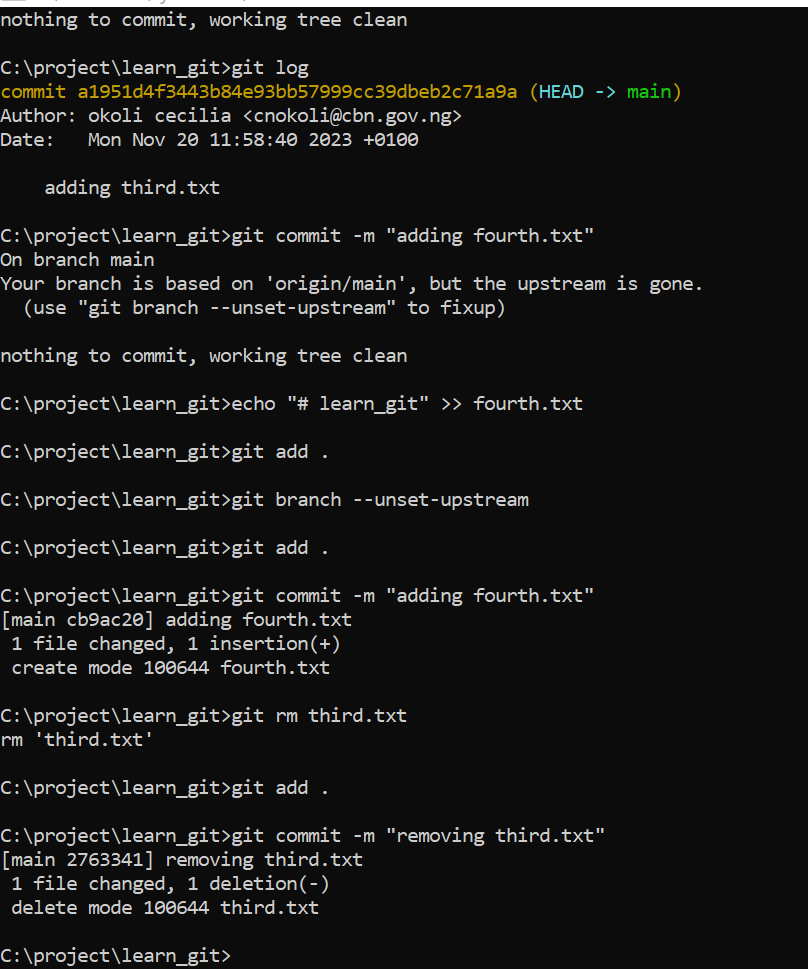 nothing to commit, working tree clean
C:\project\learn_git>git log
commit a1951d4f3443b84e93bb57999cc39dbeb2c71a9a (HEAD -> main)
Author: okoli cecilia <cnokoli@cbn.gov.ng>
Date:   Mon Nov 20 11:58:40 2023 +0100
    adding third.txt
C:\project\learn_git>git commit -m "adding fourth.txt"
On branch main
Your branch is based on 'origin/main', but the upstream is gone.
  (use "git branch --unset-upstream" to fixup)
nothing to commit, working tree clean
C:\project\learn_git>echo "# learn_git" >> fourth.txt
C:\project\learn_git>git add .
C:\project\learn_git>git branch --unset-upstream
C:\project\learn_git>git add .
C:\project\learn_git>git commit -m "adding fourth.txt"
[main cb9ac20] adding fourth.txt
 1 file changed, 1 insertion(+)
 create mode 100644 fourth.txt
C:\project\learn_git>git rm third.txt
rm 'third.txt'
C:\project\learn_git>git add .
C:\project\learn_git>git commit -m "removing third.txt"
[main 2763341] removing third.txt
 1 file changed, 1 deletion(-)
 delete mode 100644 third.txt
C:\project\learn_git>